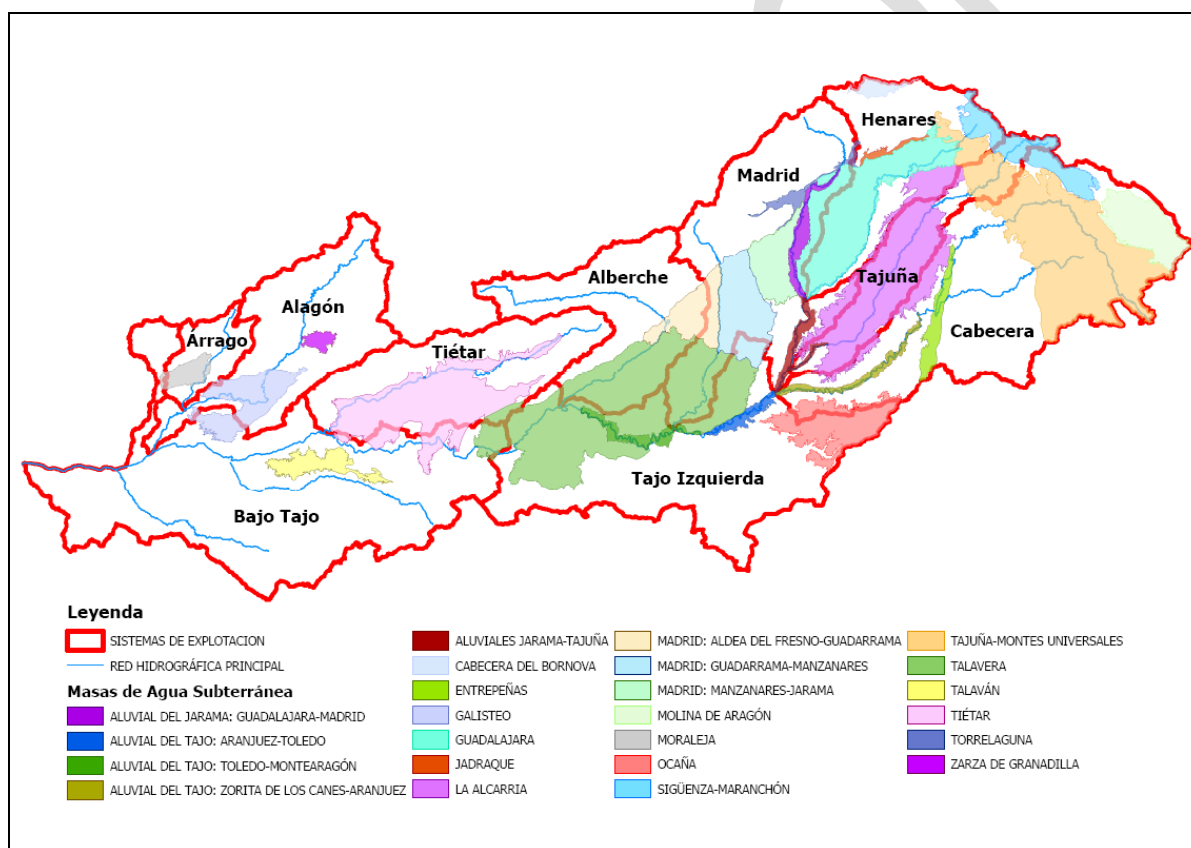 Henares
Madrid
Alberche
Tajuña
Alagón
Cabecera
Árrago
Tiétar
Tajo Izquierda
Bajo Tajo
Leyenda
SISTEMAS DE EXPLOTACION
RED HIDROGRÁFICA PRINCIPAL
Masas de Agua Subterránea
ALUVIAL DEL JARAMA: GUADALAJARA-MADRID
ALUVIAL DEL TAJO: ARANJUEZ-TOLEDO
ALUVIAL DEL TAJO: TOLEDO-MONTEARAGÓN
ALUVIAL DEL TAJO: ZORITA DE LOS CANES-ARANJUEZ
ALUVIALES JARAMA-TAJUÑA
CABECERA DEL BORNOVA
ENTREPEÑAS
GALISTEO
GUADALAJARA
JADRAQUE
LA ALCARRIA
MADRID: ALDEA DEL FRESNO-GUADARRAMA
MADRID: GUADARRAMA-MANZANARES
MADRID: MANZANARES-JARAMA
MOLINA DE ARAGÓN
MORALEJA
OCAÑA
SIGÜENZA-MARANCHÓN
TAJUÑA-MONTES UNIVERSALES
TALAVERA
TALAVÁN
TIÉTAR
TORRELAGUNA
ZARZA DE GRANADILLA